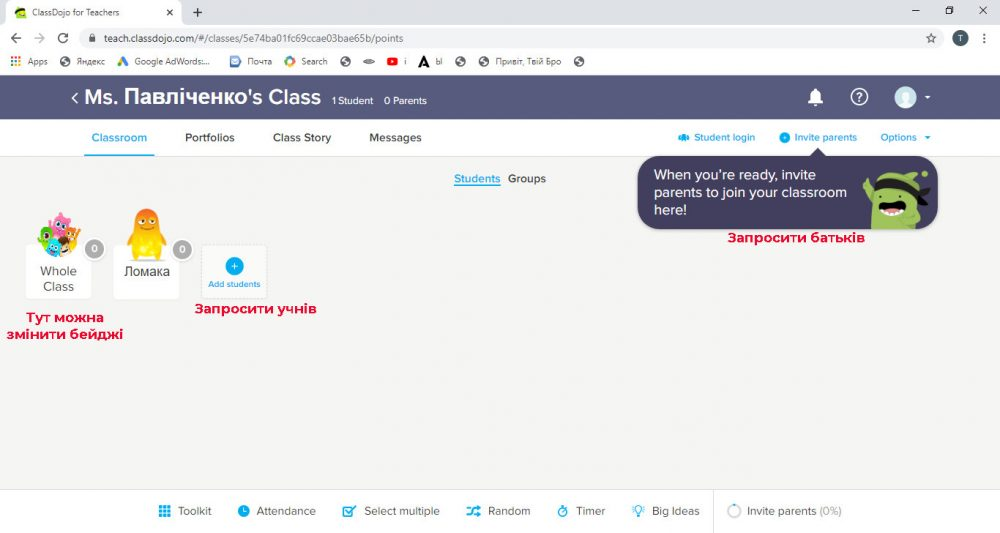 ClassDojo for Teachers
teach.classdojo.com/#/classes/5e74ba01fc69ccae03bae65b/points
T
Apps Яндекс Google AdWords:... Почта Search і Ы Привіт, Твій Бро
Ms. Павліченко's Class 1 Student 0 Parents
Classroom Portfolios Class Story Messages Student login Invite parents Options
Students Groups
When you're ready, invite
parents to join your classroom
here!
Запросити батьків
0 0
Whole
Class
Ломака
Add students
Запросити учнів
Тут можна
змінити бейджі
Toolkit Attendance Select multiple Random Timer Big Ideas Invite parents (0%)